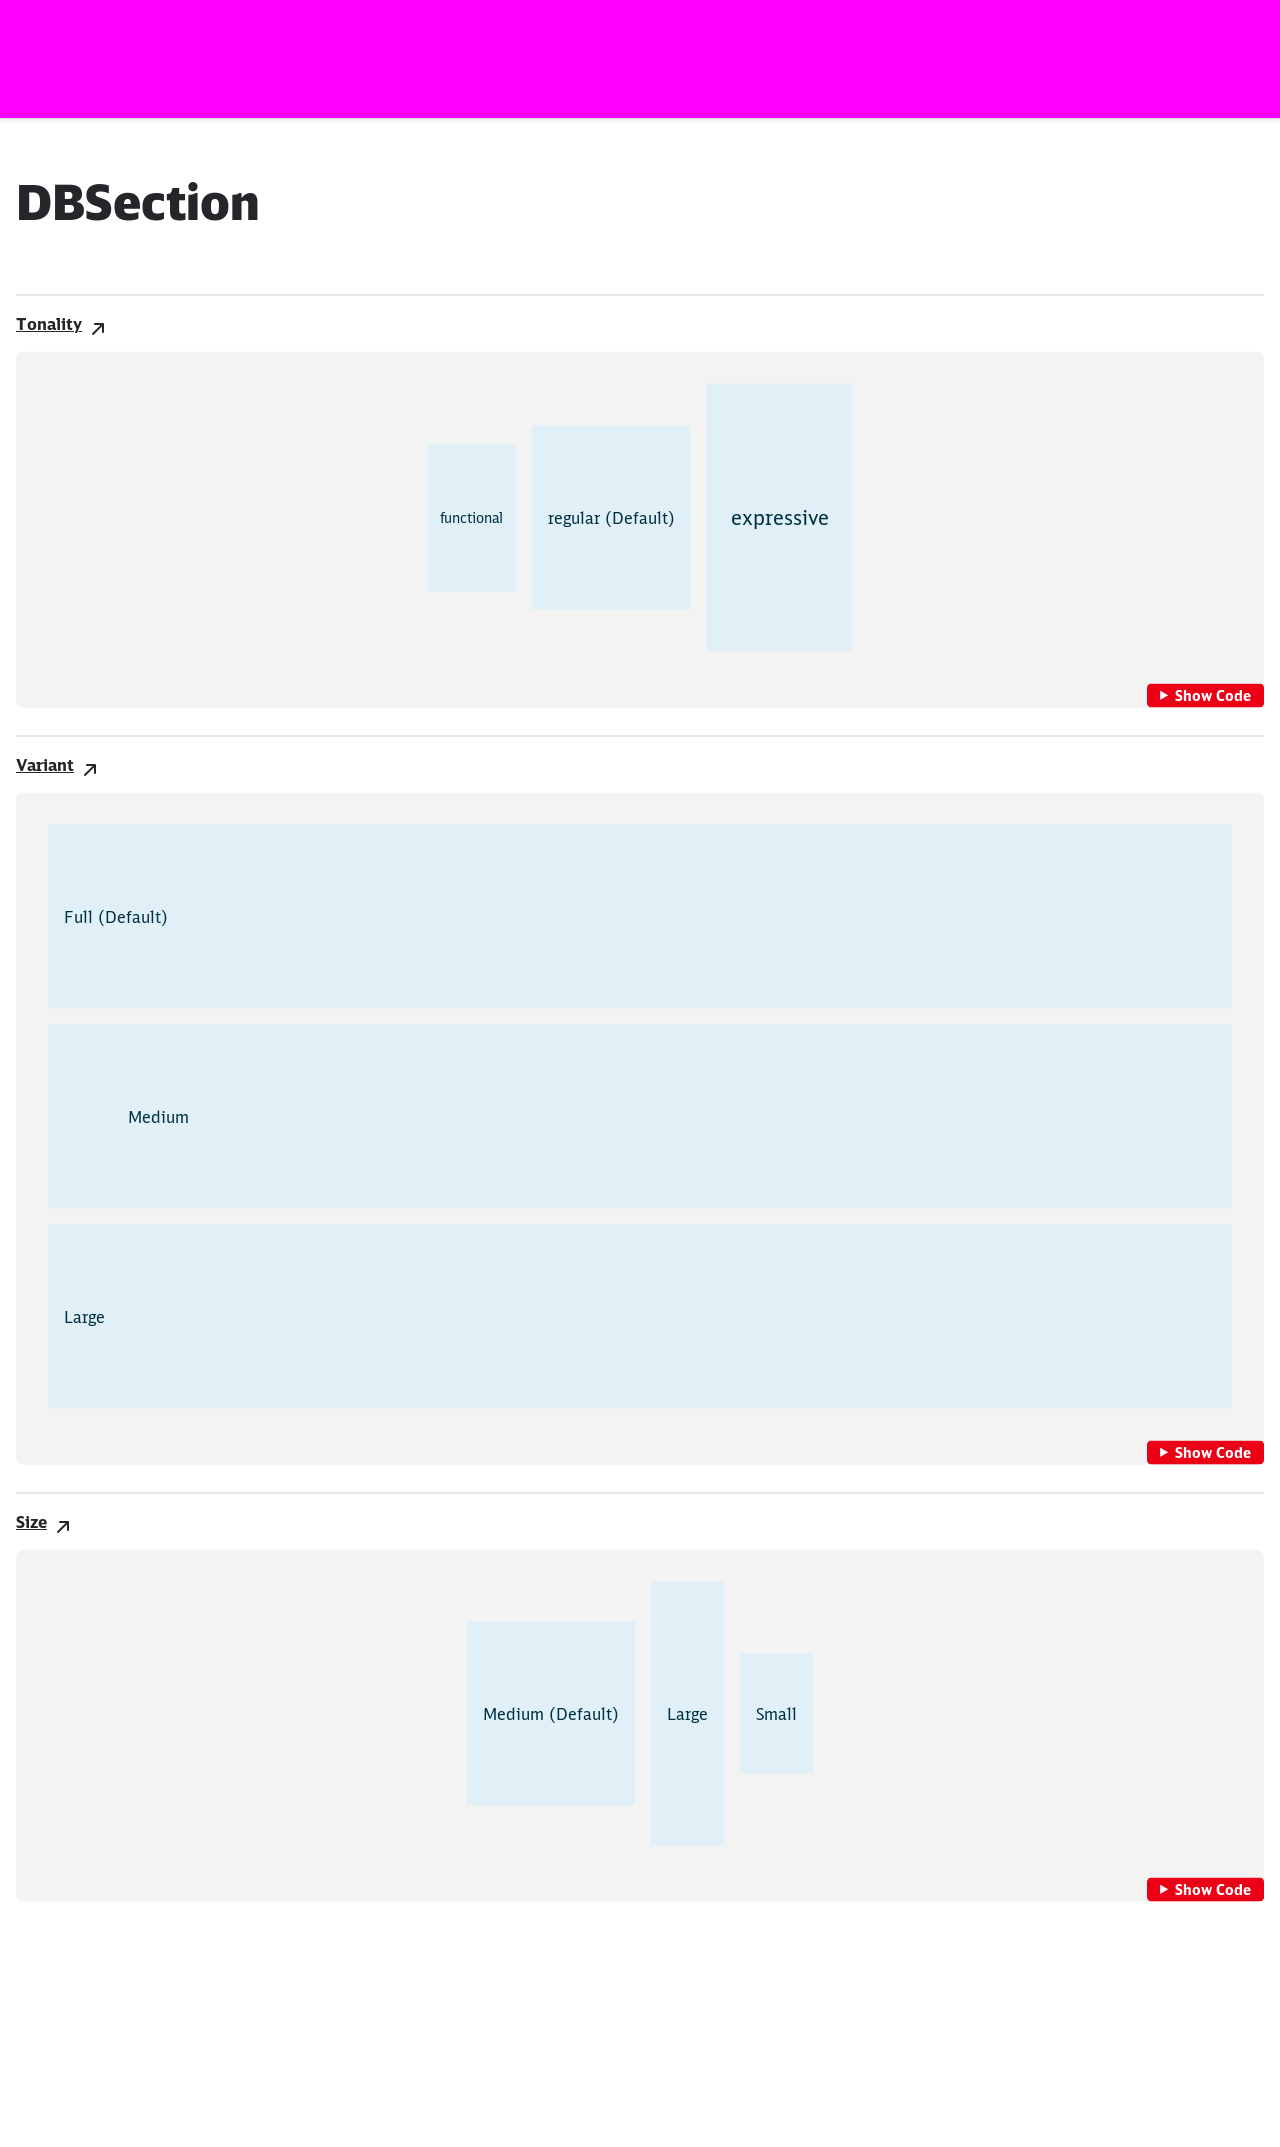 DBSection
Tonality
functional
regular (Default)
expressive
Show Code
Variant
Full (Default)
Medium
Large
Show Code
Size
Medium (Default)
Large
Small
Show Code